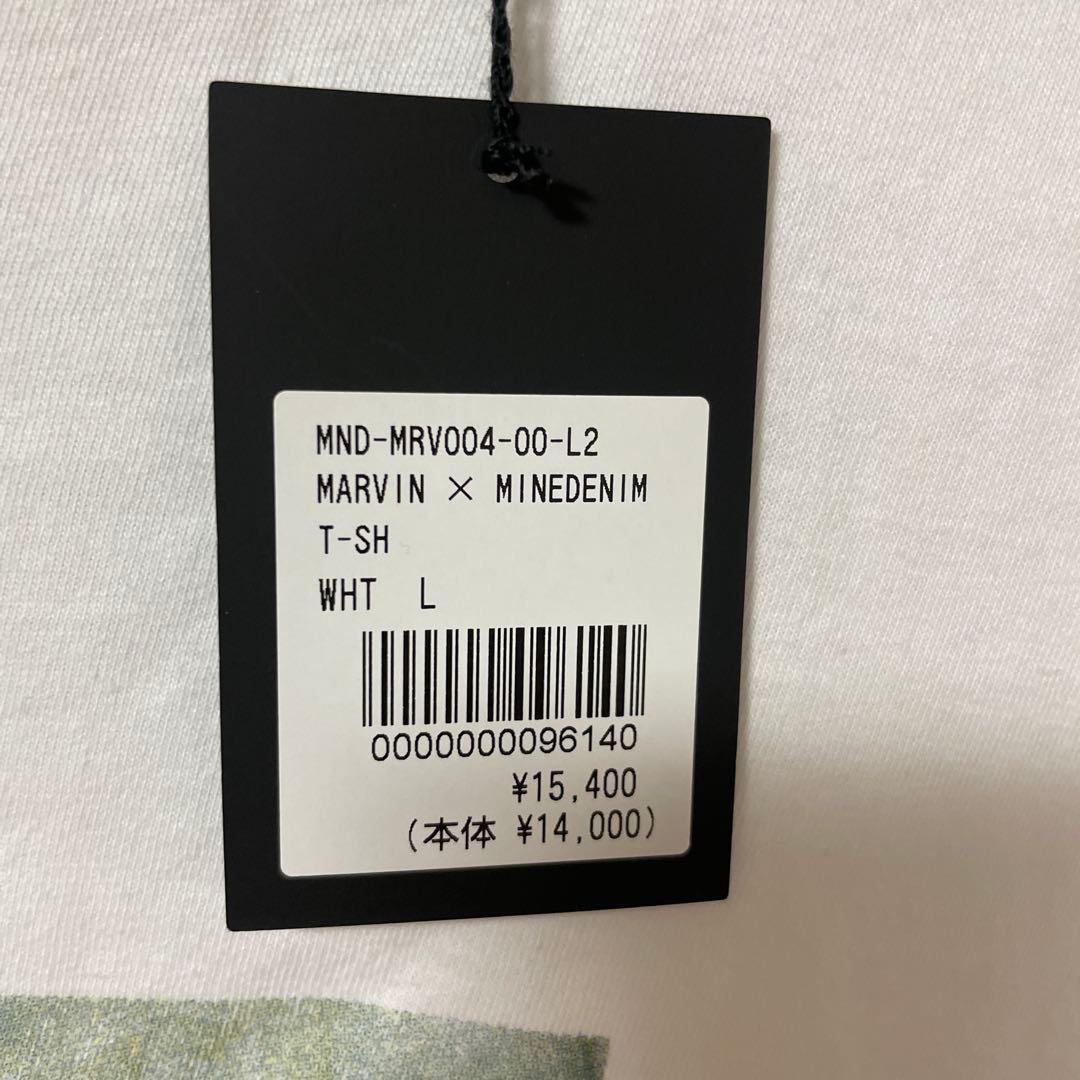 MND-MRV004-00-L2
MARVIN × MINEDENIM
T-SH
WHT L
0000000096140
¥15,400
(本体 ¥14,000)